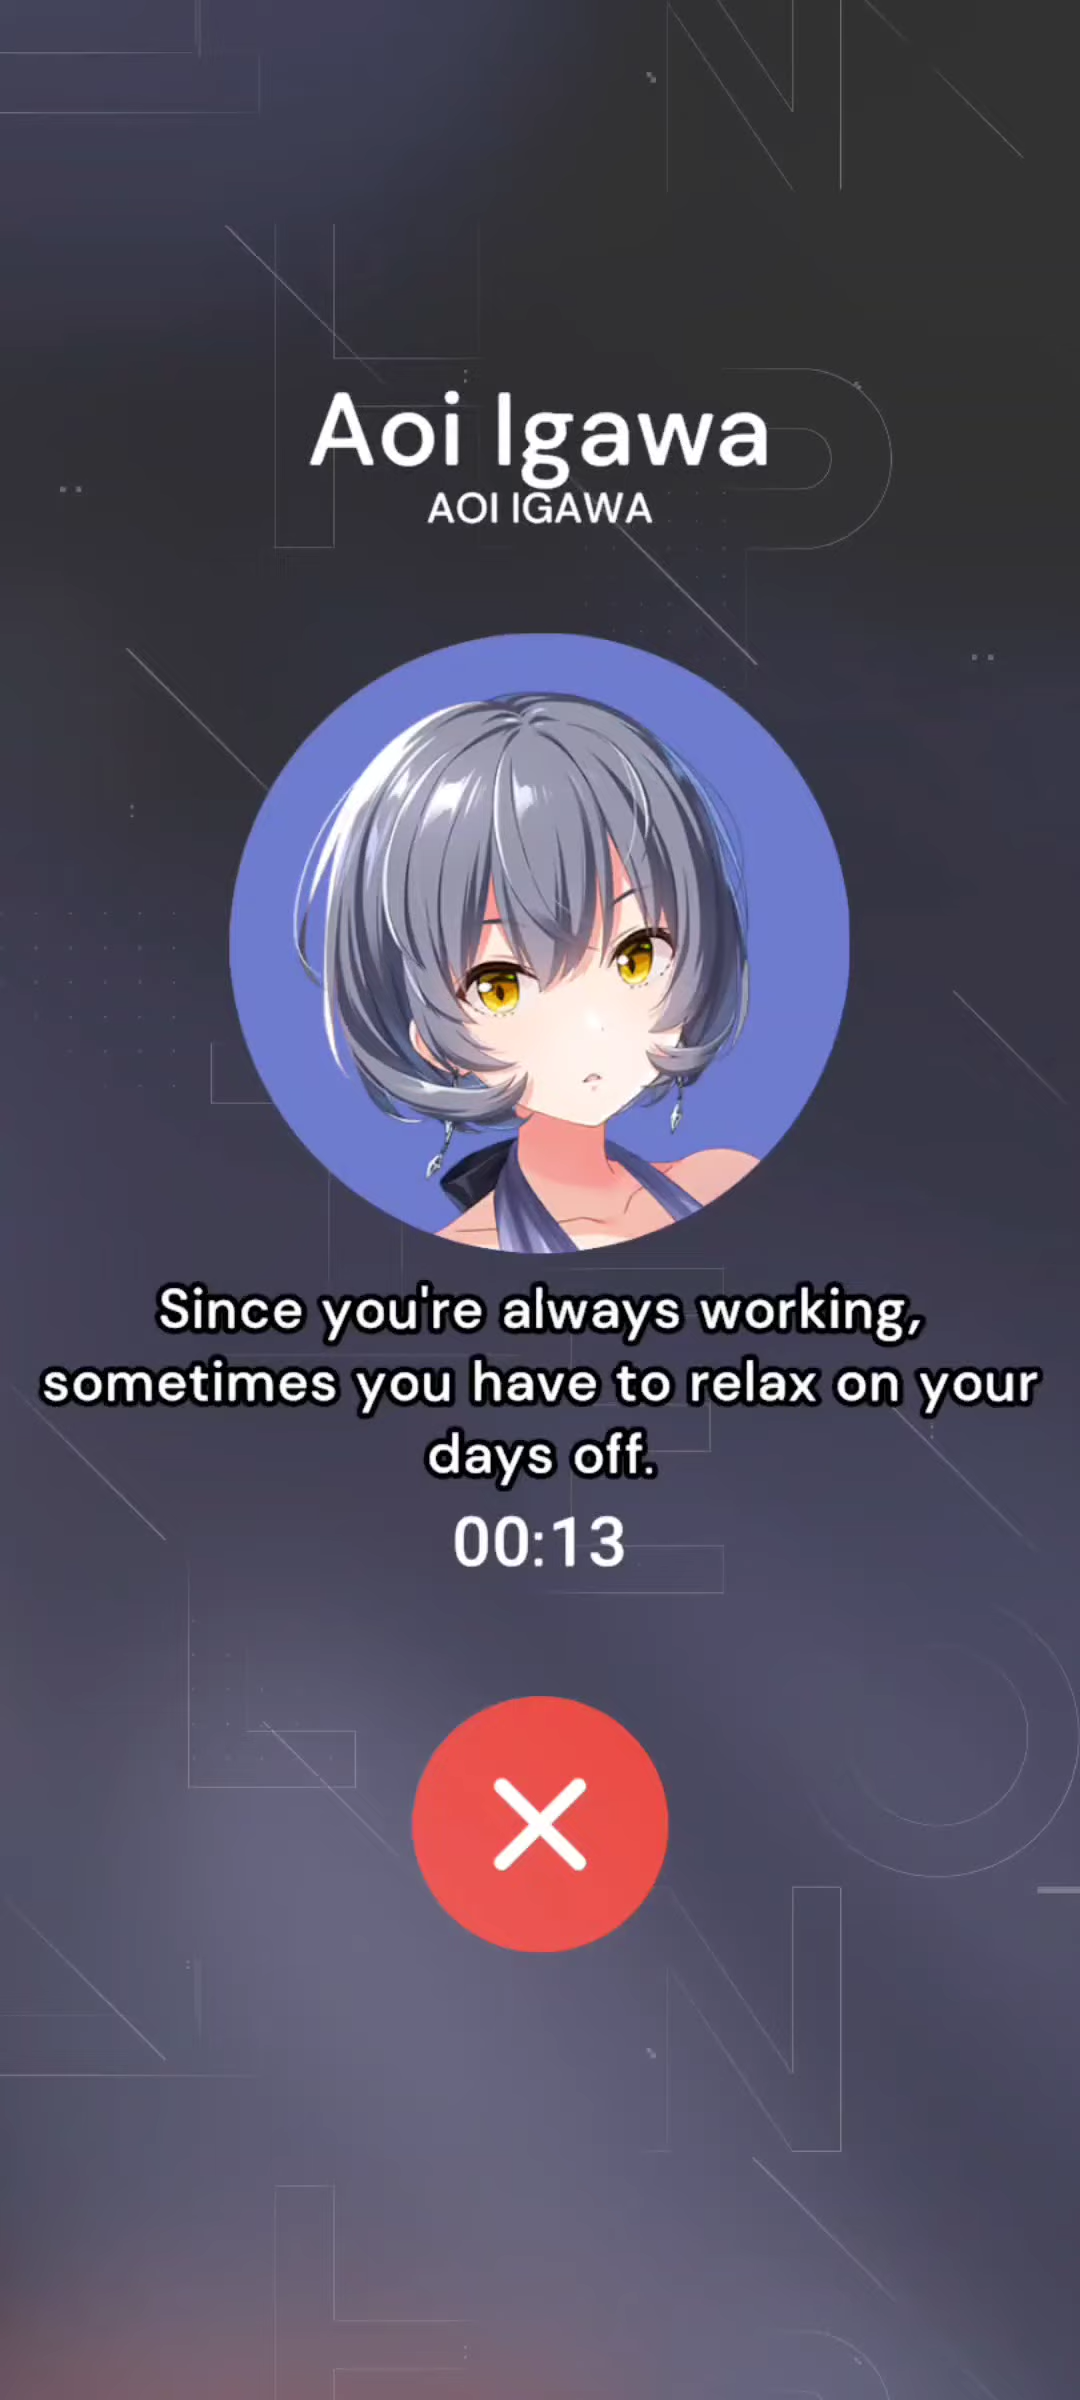 Aoi Igawa
AOI IGAWA
Since you're always working,
sometimes you have to relax on your
days off.
00:13